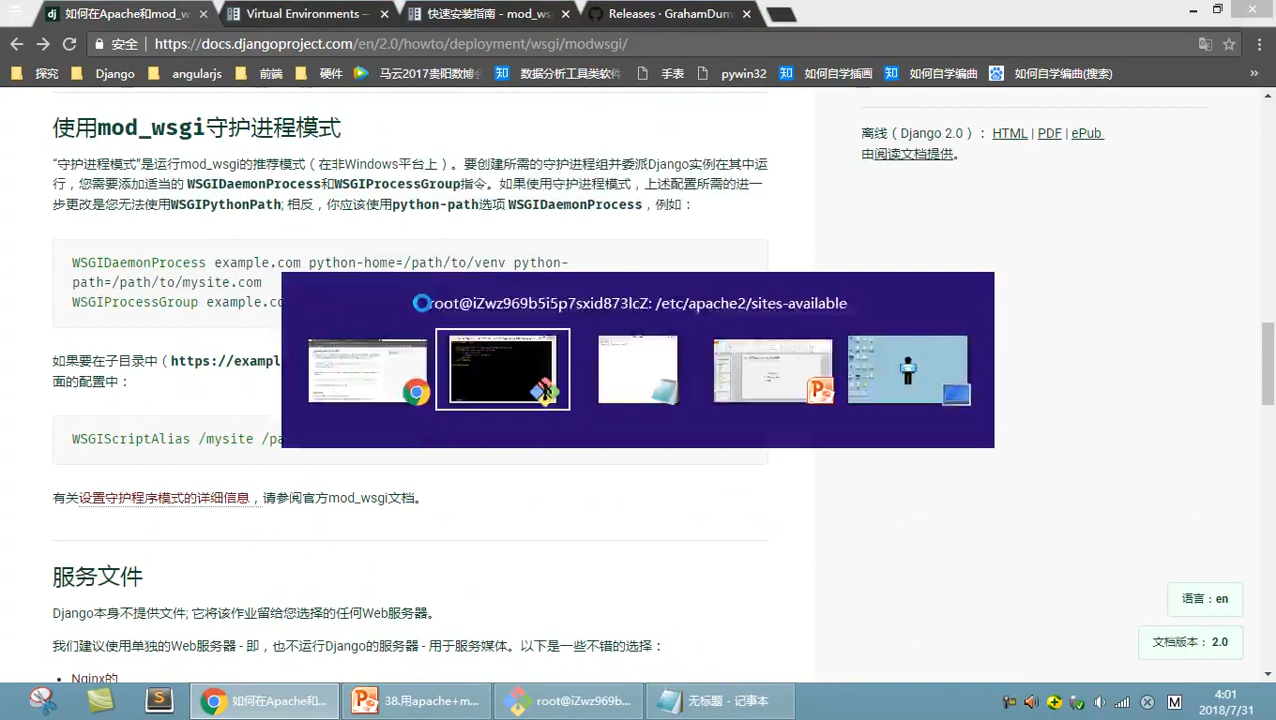 如何在Apache和mod_w
Virtual Environments —
快速安装指南 - mod_ws
Releases · GrahamDum
安全 | https://docs.djangoproject.com/en/2.0/howto/deployment/wsgi/modwsgi/
探究 Django angularjs 前端 硬件 马云2017贵阳数博会 知 数据分析工具类软件 手表 pywin32 知 如何自学插画 知 如何自学编曲 如何自学编曲(搜索) »
使用mod_wsgi守护进程模式
“守护进程模式”是运行mod_wsgi的推荐模式（在非Windows平台上）。要创建所需的守护进程组并委派Django实例在其中运
行，您需要添加适当的 WSGIDaemonProcess和WSGIProcessGroup指令。如果使用守护进程模式，上述配置所需的进一
步更改是您无法使用WSGIPythonPath; 相反，你应该使用python-path选项 WSGIDaemonProcess，例如：
WSGIDaemonProcess example.com python-home=/path/to/venv python-
path=/path/to/mysite.com
WSGIProcessGroup example.co
如果要在子目录中（https://exampl
面的配置中：
WSGIScriptAlias /mysite /pa
有关设置守护程序模式的详细信息，请参阅官方mod_wsgi文档。
服务文件
Django本身不提供文件; 它将该作业留给您选择的任何Web服务器。
我们建议使用单独的Web服务器 - 即，也不运行Django的服务器 - 用于服务媒体。以下是一些不错的选择：
Nginx的
离线（Django 2.0）： HTML | PDF | ePub
由阅读文档提供。
root@iZwz969b5i5p7sxid873lcZ: /etc/apache2/sites-available
语言：en
文档版本： 2.0
如何在Apache和...
38.用apache+m...
root@iZwz969b...
无标题 - 记事本
M
4:01
2018/7/31